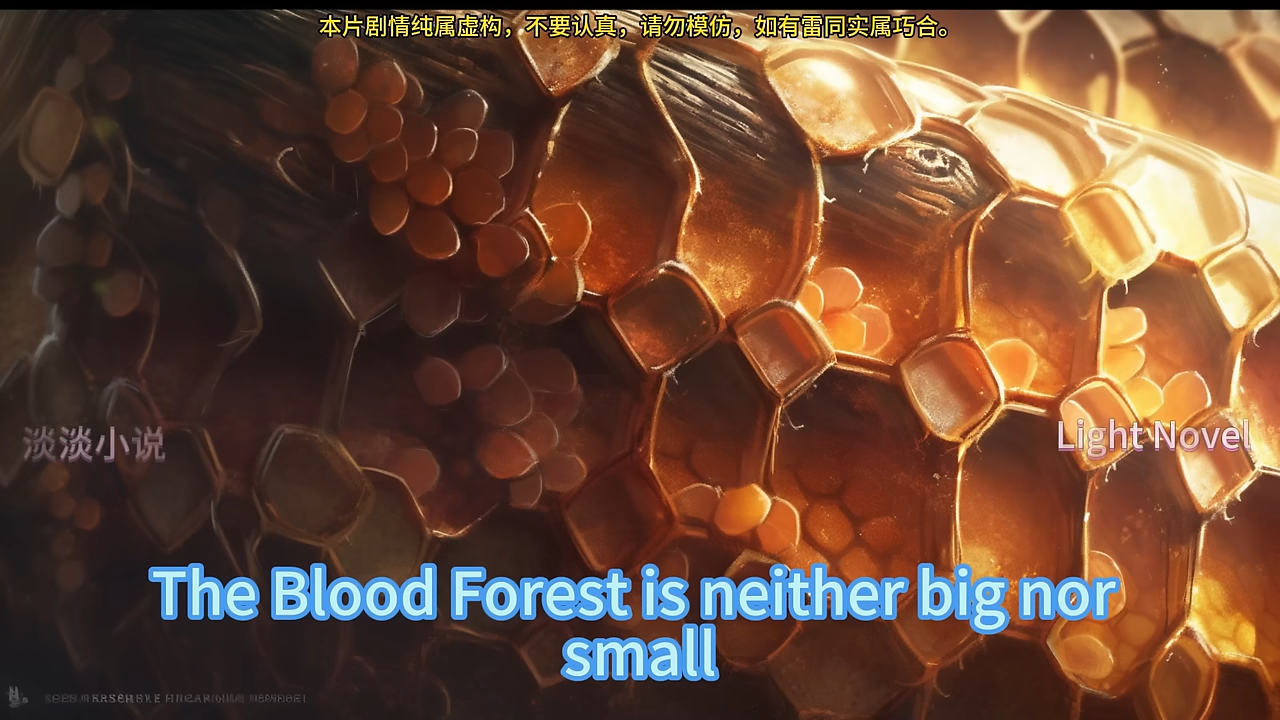 本片剧情纯属虚构，不要认真，请勿模仿，如有雷同实属巧合。
淡淡小说
Light Novel
The Blood Forest is neither big nor
small